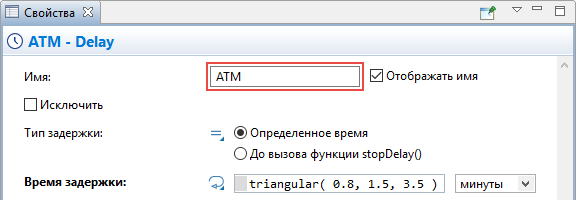 Свойства
ATM - Delay
Имя: ATM Отображать имя
Исключить
Тип задержки: Определенное время
До вызова функции stopDelay()
Время задержки: triangular( 0.8, 1.5, 3.5 ) минуты